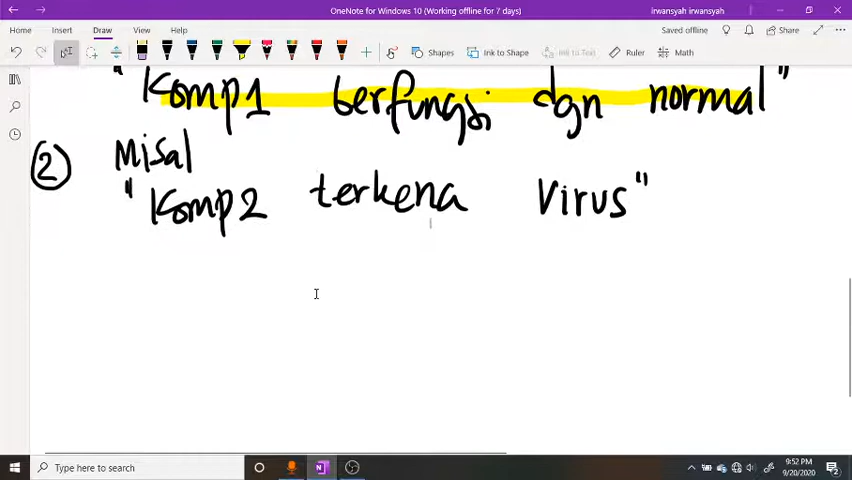 OneNote for Windows 10 (Working offline for 7 days)
irwansyah irwansyah
Home Insert Draw View Help
Saved offline Share
Shapes Ink to Shape Ink to Text Ruler Math
"Komp1 berfungsi dgn normal"
2 Misal
"Komp2 terkena Virus"
Type here to search
9:52 PM
9/20/2020
2